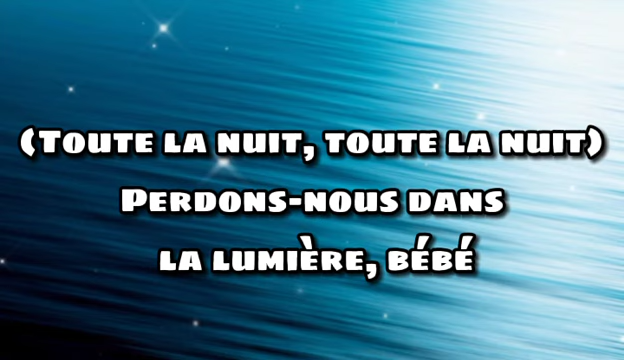 (Toute la nuit, toute la nuit)
Perdons-nous dans
la lumière, bébé